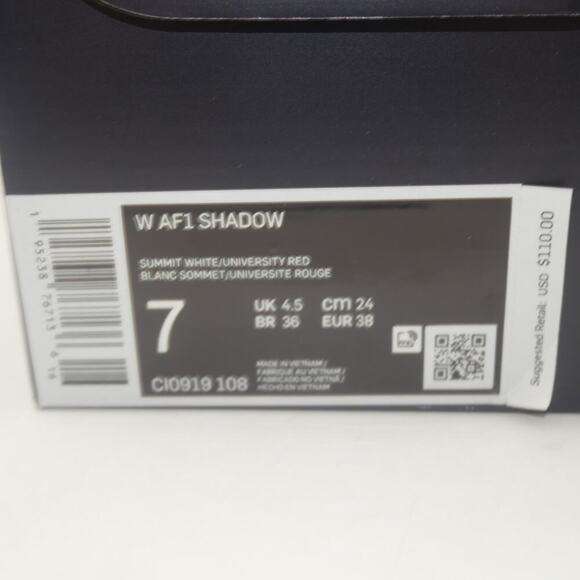 W AF1 SHADOW
SUMMIT WHITE/UNIVERSITY RED
BLANC SOMMET/UNIVERSITE ROUGE
7
UK 4.5 cm 24
BR 36 EUR 38
CI0919 108
MADE IN VIETNAM /
FABRIQUE AU VIETNAM /
FABRICADO NO VIETNÃ /
HECHO EN VIETNAM
Suggested Retail: USD $110.00